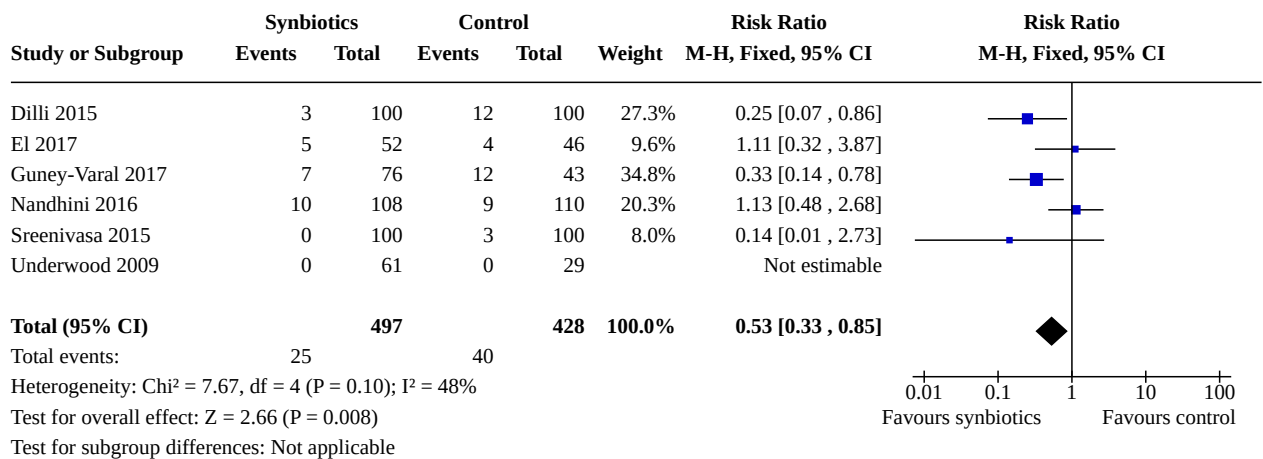 Synbiotics Control Risk Ratio Risk Ratio
Study or Subgroup Events Total Events Total Weight M-H, Fixed, 95% CI M-H, Fixed, 95% CI
Dilli 2015 3 100 12 100 27.3% 0.25 [0.07 , 0.86]
El 2017 5 52 4 46 9.6% 1.11 [0.32 , 3.87]
Guney-Varal 2017 7 76 12 43 34.8% 0.33 [0.14 , 0.78]
Nandhini 2016 10 108 9 110 20.3% 1.13 [0.48 , 2.68]
Sreenivasa 2015 0 100 3 100 8.0% 0.14 [0.01 , 2.73]
Underwood 2009 0 61 0 29 Not estimable
Total (95% CI) 497 428 100.0% 0.53 [0.33 , 0.85]
Total events: 25 40
Heterogeneity: Chi² = 7.67, df = 4 (P = 0.10); I² = 48% 0.01 0.1 1 10 100
Test for overall effect: Z = 2.66 (P = 0.008) Favours synbiotics Favours control
Test for subgroup differences: Not applicable